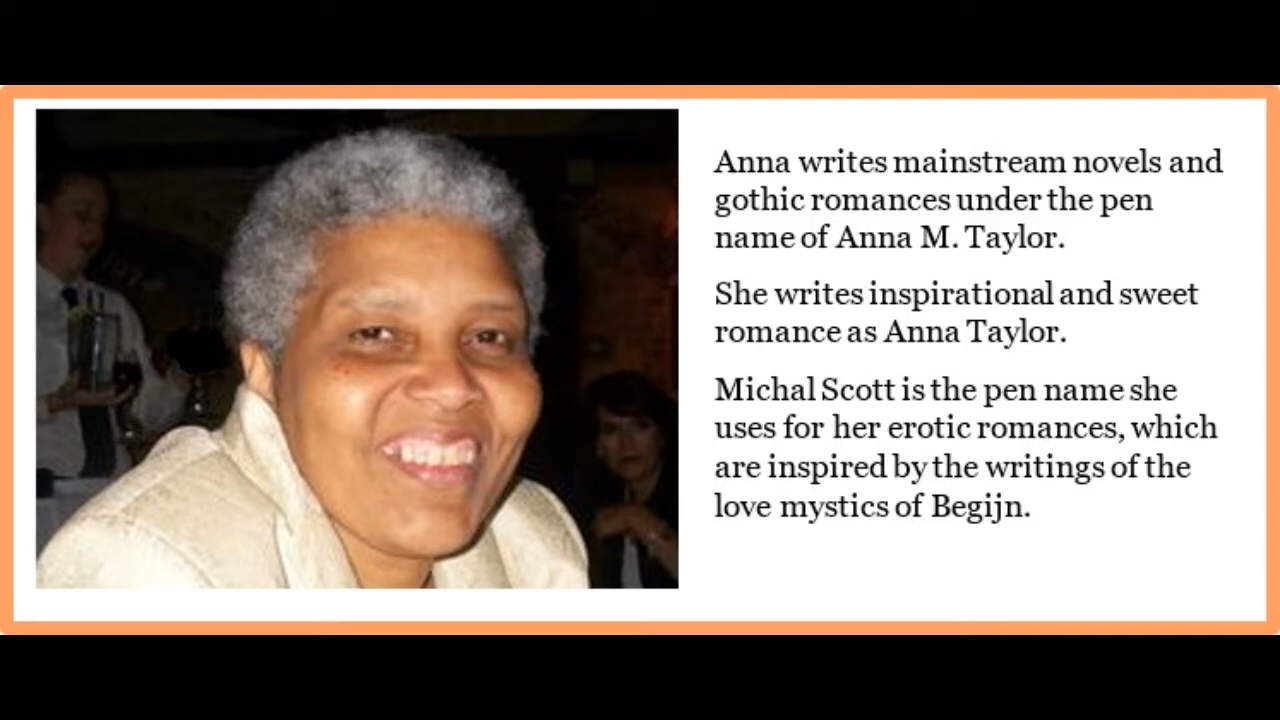 Anna writes mainstream novels and
gothic romances under the pen
name of Anna M. Taylor.
She writes inspirational and sweet
romance as Anna Taylor.
Michal Scott is the pen name she
uses for her erotic romances, which
are inspired by the writings of the
love mystics of Begijn.